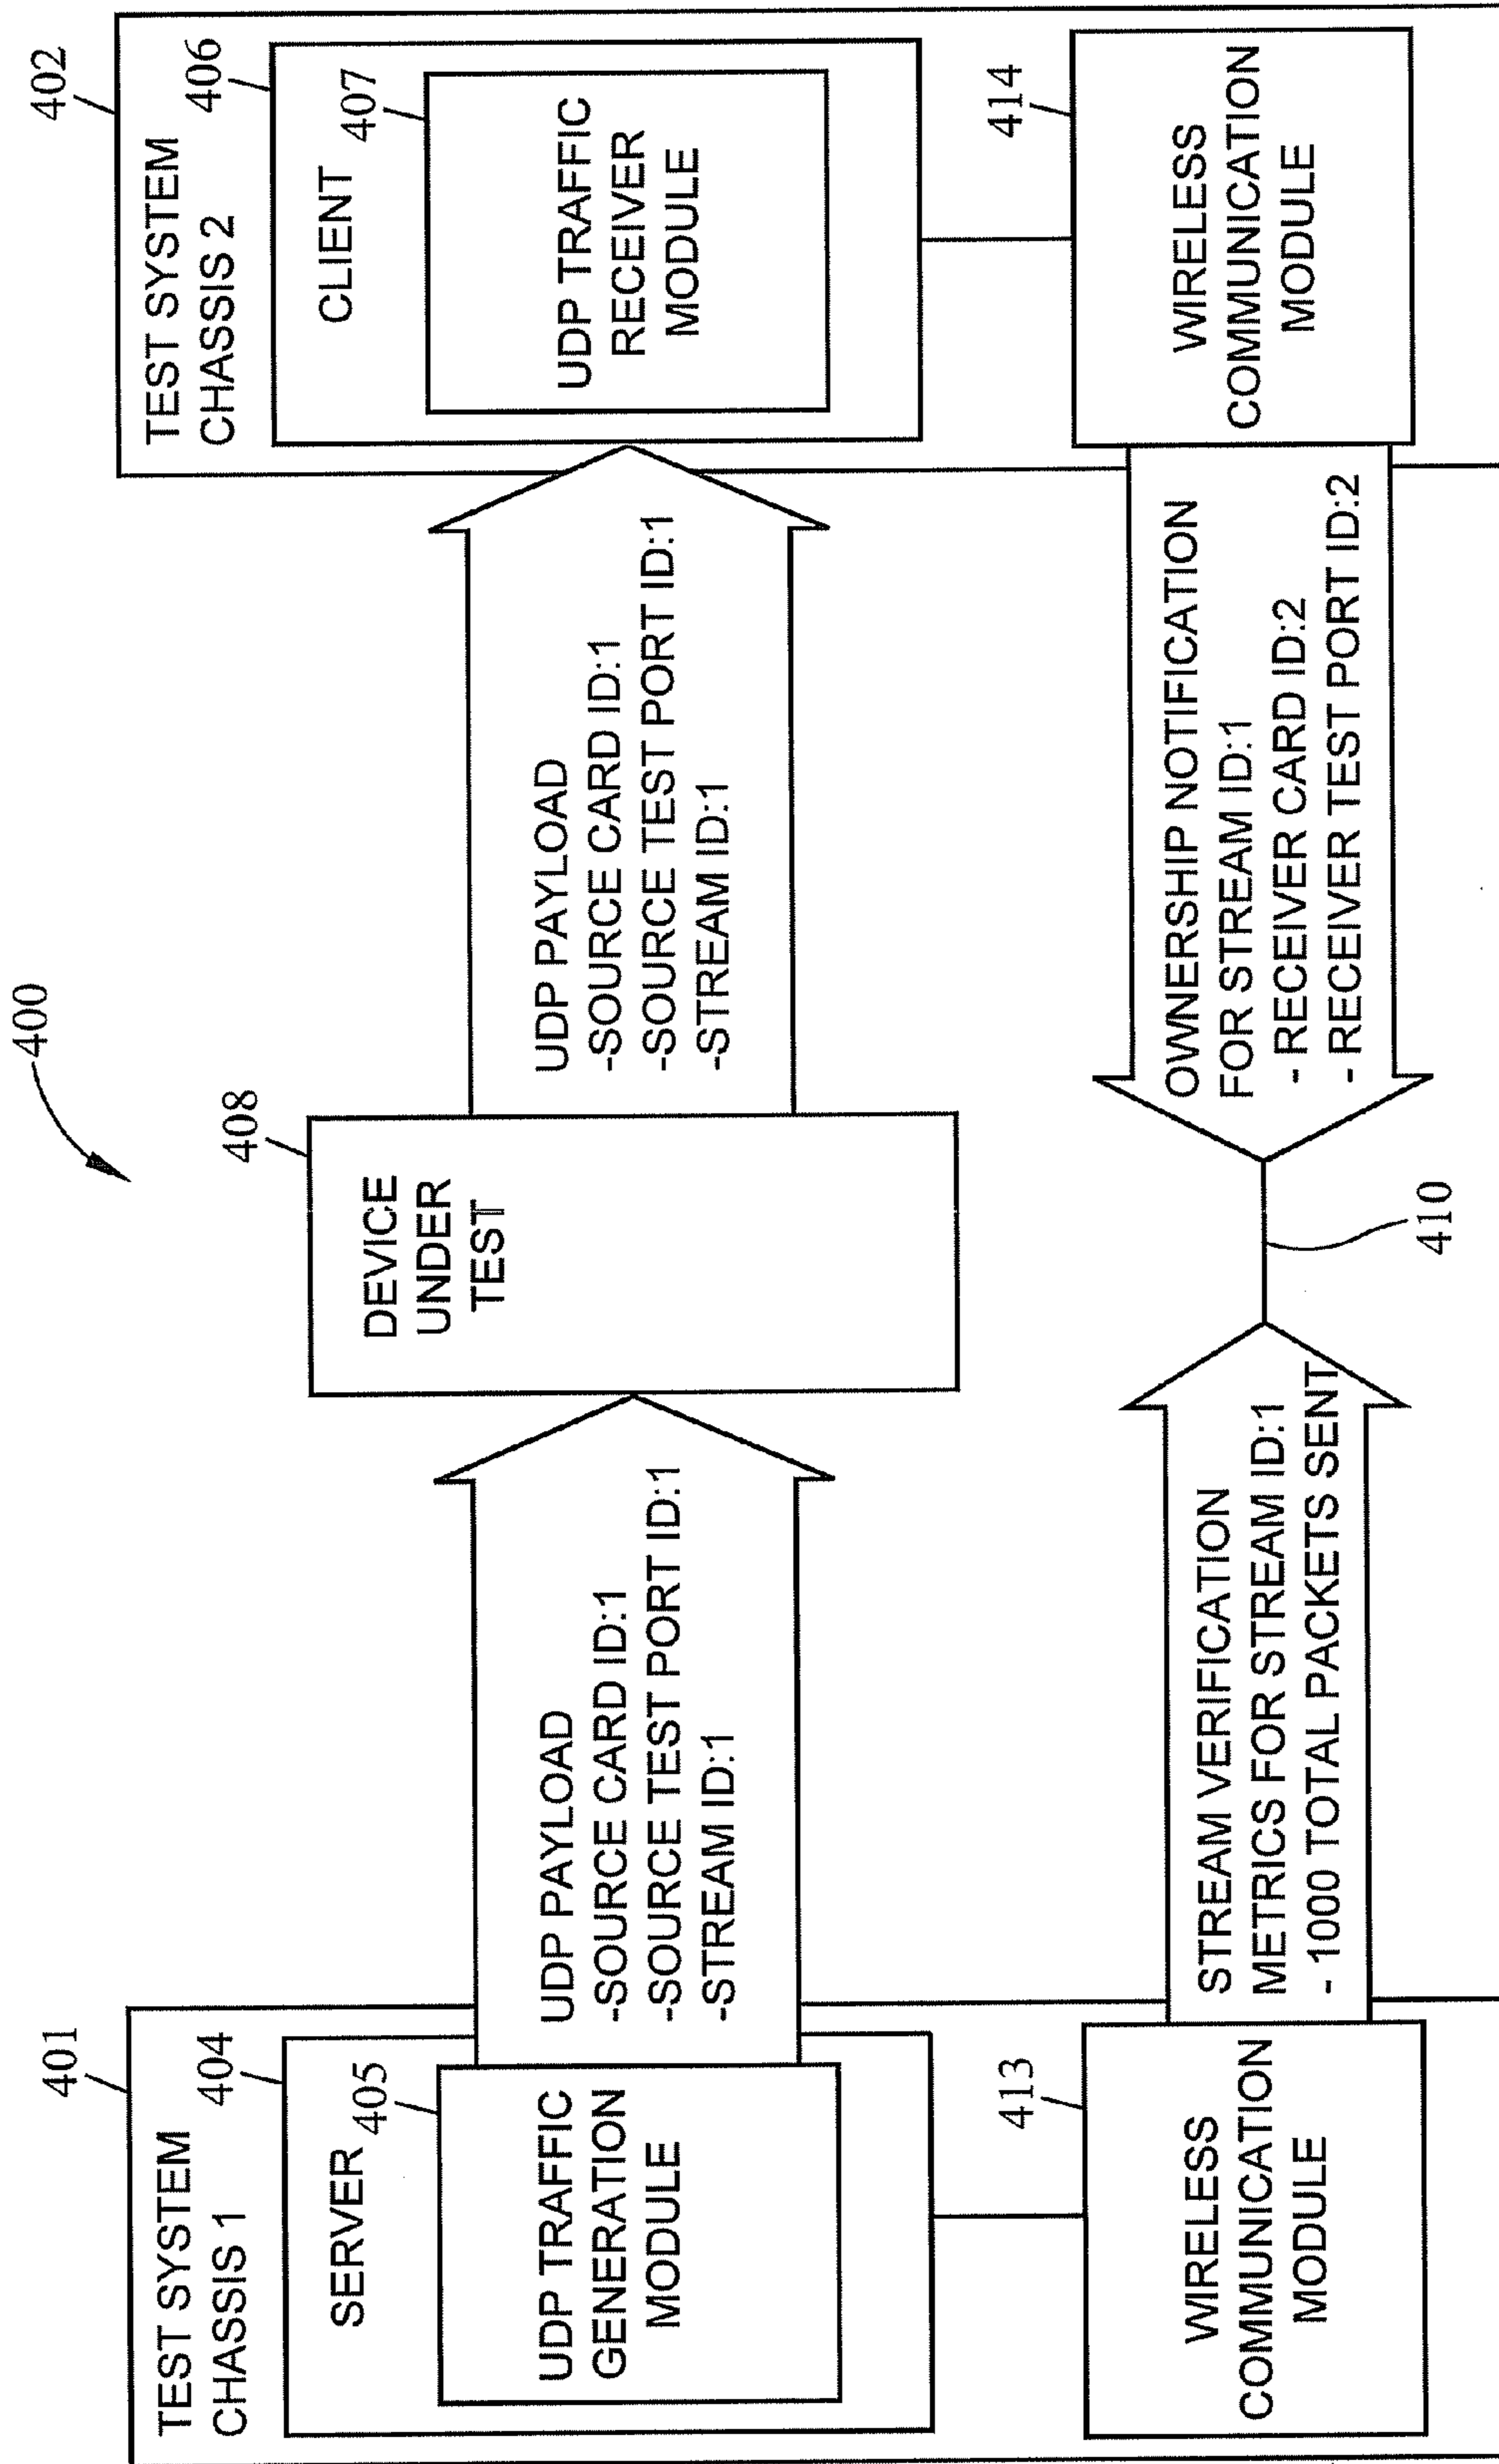 400
401
TEST SYSTEM
CHASSIS 1
404
SERVER
405
UDP TRAFFIC
GENERATION
MODULE
413
WIRELESS
COMMUNICATION
MODULE
UDP PAYLOAD
-SOURCE CARD ID:1
-SOURCE TEST PORT ID:1
-STREAM ID:1
STREAM VERIFICATION
METRICS FOR STREAM ID:1
- 1000 TOTAL PACKETS SENT
408
DEVICE
UNDER
TEST
410
UDP PAYLOAD
-SOURCE CARD ID:1
-SOURCE TEST PORT ID:1
-STREAM ID:1
OWNERSHIP NOTIFICATION
FOR STREAM ID:1
- RECEIVER CARD ID:2
- RECEIVER TEST PORT ID:2
402
TEST SYSTEM
CHASSIS 2
406
CLIENT
407
UDP TRAFFIC
RECEIVER
MODULE
414
WIRELESS
COMMUNICATION
MODULE